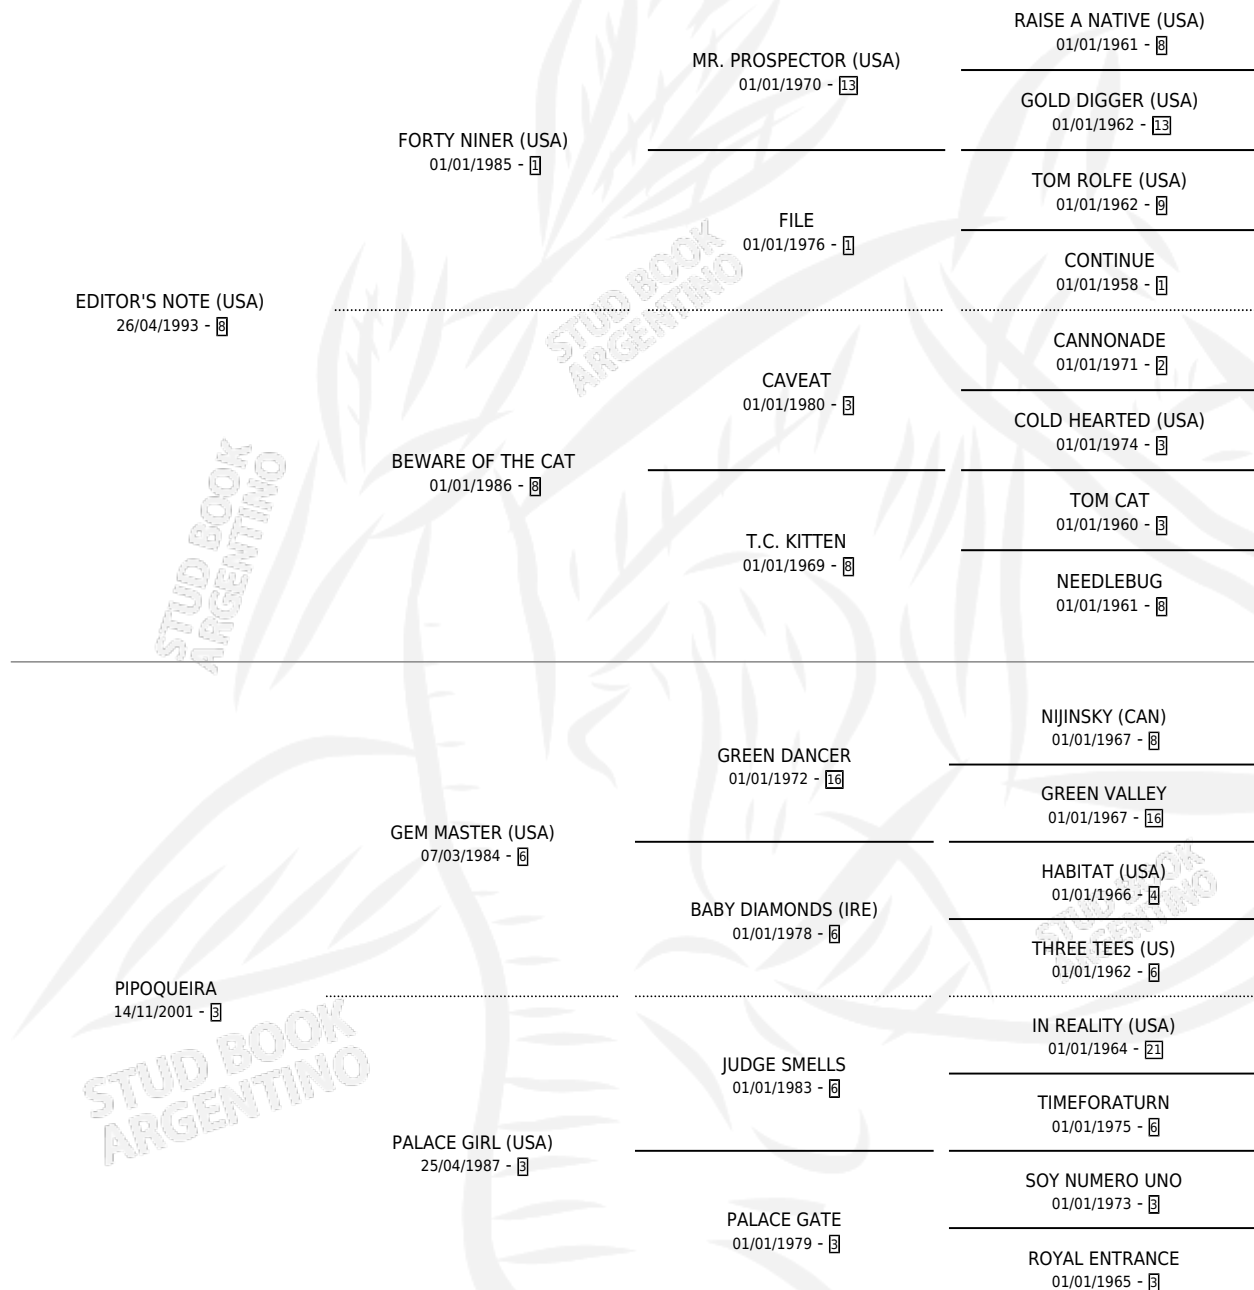 RAISE A NATIVE (USA)
01/01/1961 - 8
MR. PROSPECTOR (USA)
01/01/1970 - 13
GOLD DIGGER (USA)
01/01/1962 - 13
FORTY NINER (USA)
01/01/1985 - 1
TOM ROLFE (USA)
01/01/1962 - 9
FILE
01/01/1976 - 1
CONTINUE
01/01/1958 - 1
EDITOR'S NOTE (USA)
26/04/1993 - 8
CANNONADE
01/01/1971 - 2
CAVEAT
01/01/1980 - 3
COLD HEARTED (USA)
01/01/1974 - 3
BEWARE OF THE CAT
01/01/1986 - 8
TOM CAT
01/01/1960 - 3
T.C. KITTEN
01/01/1969 - 8
NEEDLEBUG
01/01/1961 - 8
STUD BOOK
ARGENTINO
STUD BOOK
ARGENTINO
NIJINSKY (CAN)
01/01/1967 - 8
GREEN DANCER
01/01/1972 - 16
GREEN VALLEY
01/01/1967 - 16
GEM MASTER (USA)
07/03/1984 - 6
HABITAT (USA)
01/01/1966 - 4
BABY DIAMONDS (IRE)
01/01/1978 - 6
THREE TEES (US)
01/01/1962 - 6
PIPOQUEIRA
14/11/2001 - 3
IN REALITY (USA)
01/01/1964 - 21
JUDGE SMELLS
01/01/1983 - 6
TIMEFORATURN
01/01/1975 - 6
PALACE GIRL (USA)
25/04/1987 - 3
SOY NUMERO UNO
01/01/1973 - 3
PALACE GATE
01/01/1979 - 3
ROYAL ENTRANCE
01/01/1965 - 3
STUD BOOK
ARGENTINO
STUD BOOK
ARGENTINO